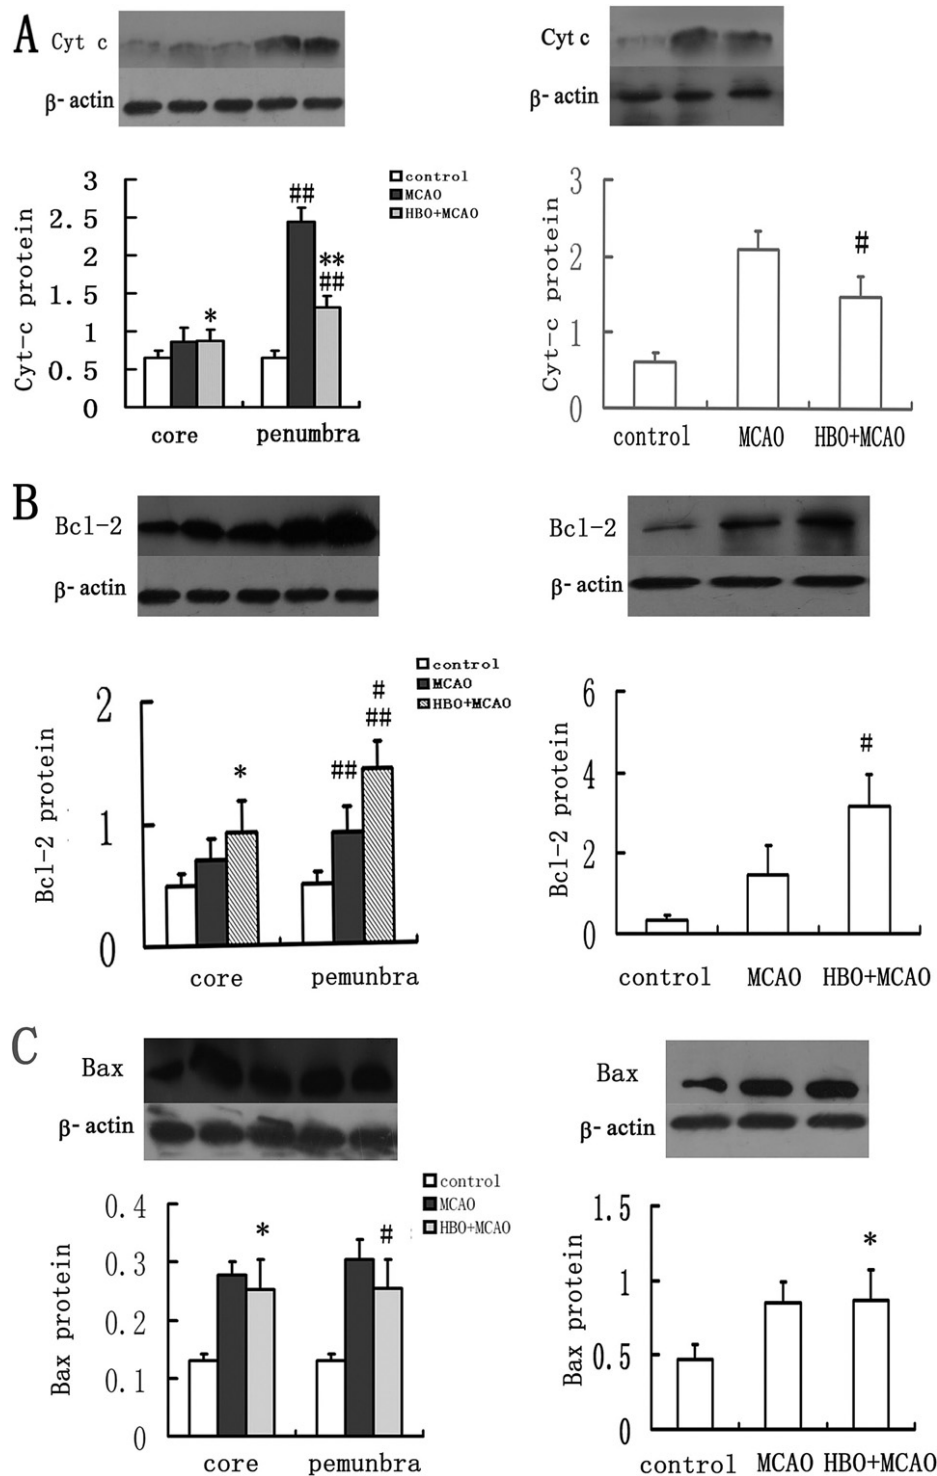 A
Cyt c
β- actin
Cyt c
β- actin
Cyt-c protein
3
2.5
2
1.5
1
0.5
0
##
**
##
*
control
MCAO
HBO+MCAO
core penumbra
Cyt-c protein
3
2
1
0
#
control MCAO HBO+MCAO
B
Bcl-2
β- actin
Bcl-2
β- actin
Bcl-2 protein
2
1
0
control
MCAO
HBO+MCAO
#
##
##
*
core pemunbra
Bcl-2 protein
6
4
2
0
#
control MCAO HBO+MCAO
C
Bax
β- actin
Bax
β- actin
Bax protein
0.4
0.3
0.2
0.1
0
control
MCAO
HBO+MCAO
*
#
core pemunbra
Bax protein
1.5
1
0.5
0
*
control MCAO HBO+MCAO